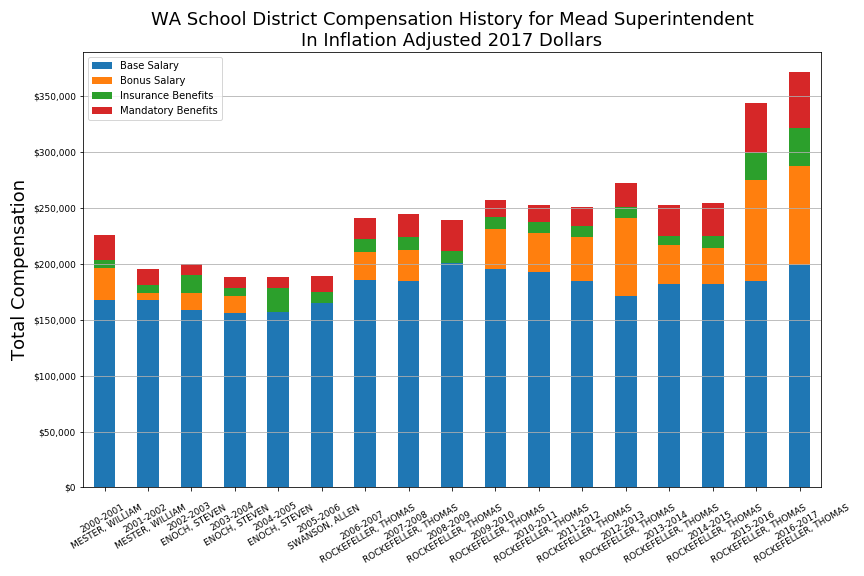 WA School District Compensation History for Mead Superintendent
In Inflation Adjusted 2017 Dollars
Base Salary
Bonus Salary
Insurance Benefits
Mandatory Benefits
Total Compensation
$350,000
$300,000
$250,000
$200,000
$150,000
$100,000
$50,000
$0
2000-2001
MESTER, WILLIAM
2001-2002
MESTER, WILLIAM
2002-2003
ENOCH, STEVEN
2003-2004
ENOCH, STEVEN
2004-2005
ENOCH, STEVEN
2005-2006
SWANSON, ALLEN
2006-2007
ROCKEFELLER, THOMAS
2007-2008
ROCKEFELLER, THOMAS
2008-2009
ROCKEFELLER, THOMAS
2009-2010
ROCKEFELLER, THOMAS
2010-2011
ROCKEFELLER, THOMAS
2011-2012
ROCKEFELLER, THOMAS
2012-2013
ROCKEFELLER, THOMAS
2013-2014
ROCKEFELLER, THOMAS
2014-2015
ROCKEFELLER, THOMAS
2015-2016
ROCKEFELLER, THOMAS
2016-2017
ROCKEFELLER, THOMAS